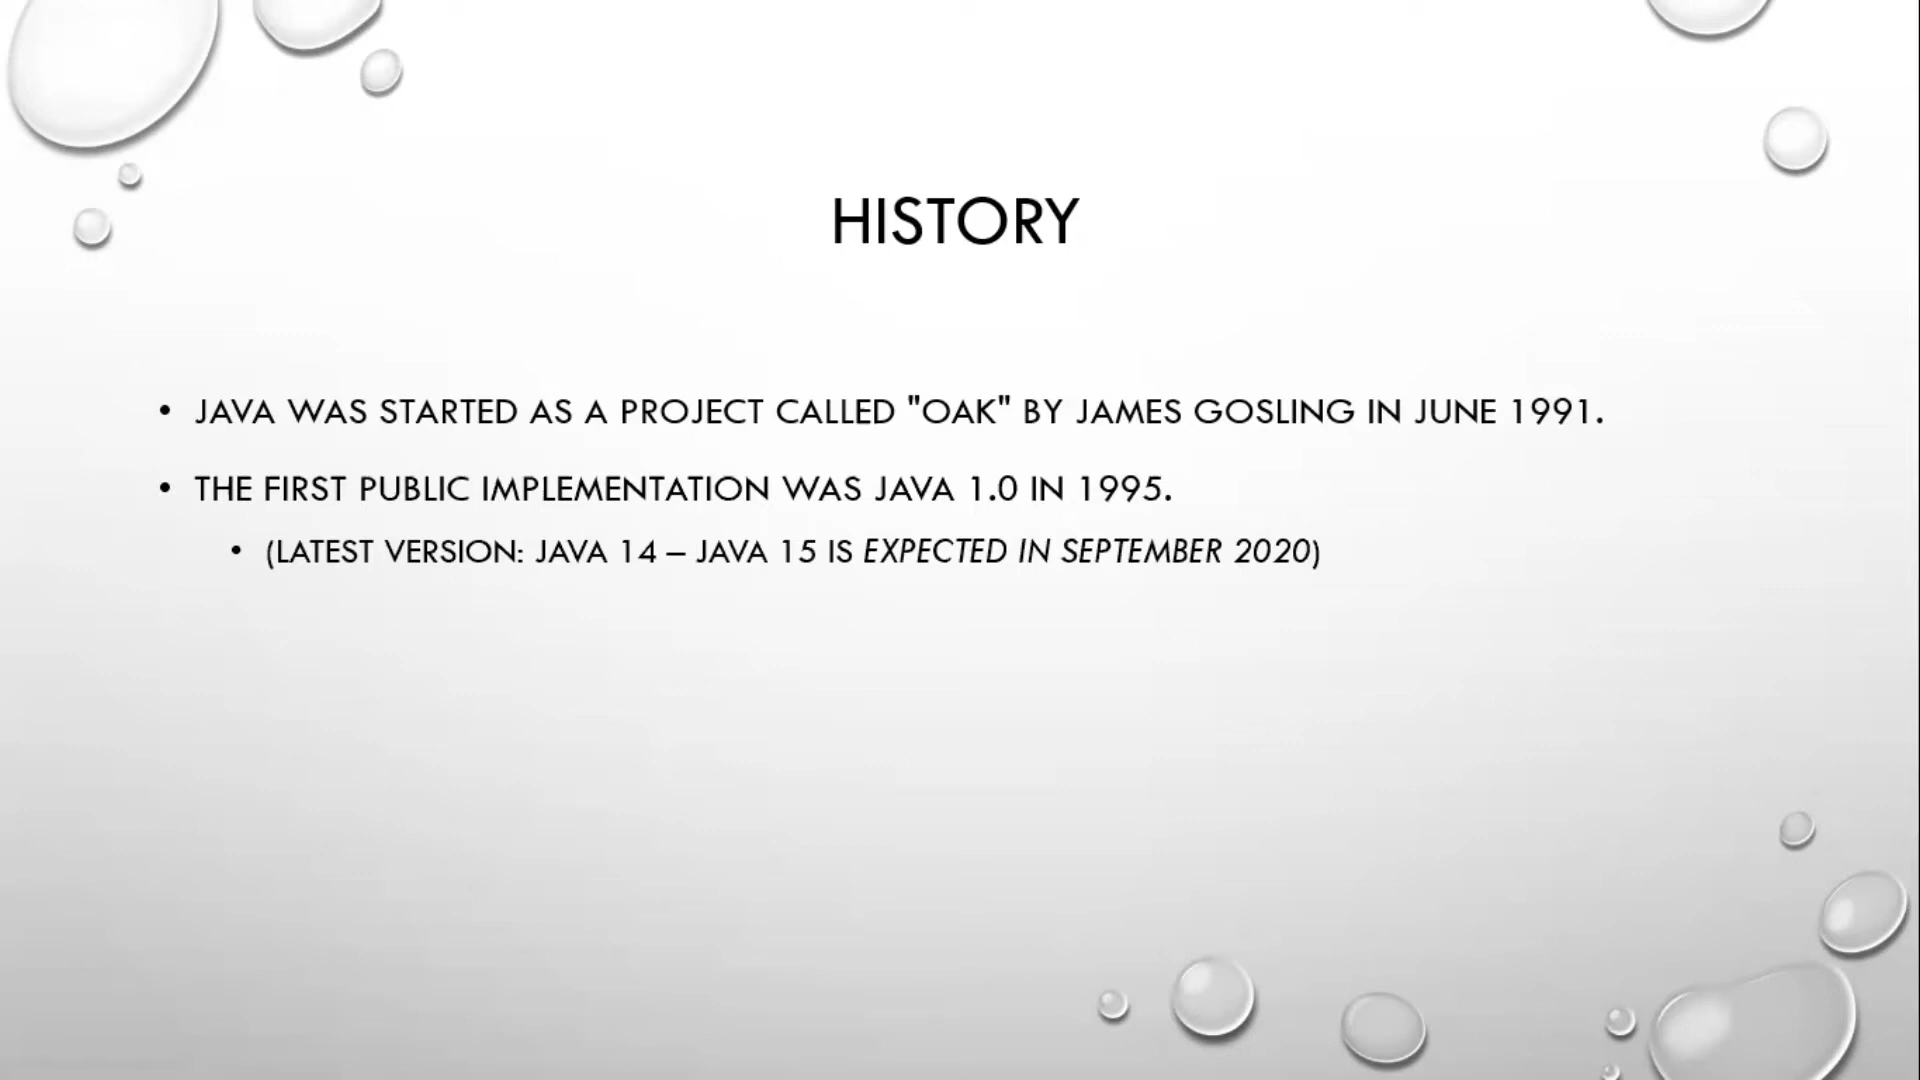 HISTORY
• JAVA WAS STARTED AS A PROJECT CALLED "OAK" BY JAMES GOSLING IN JUNE 1991.
• THE FIRST PUBLIC IMPLEMENTATION WAS JAVA 1.0 IN 1995.
• (LATEST VERSION: JAVA 14 – JAVA 15 IS EXPECTED IN SEPTEMBER 2020)